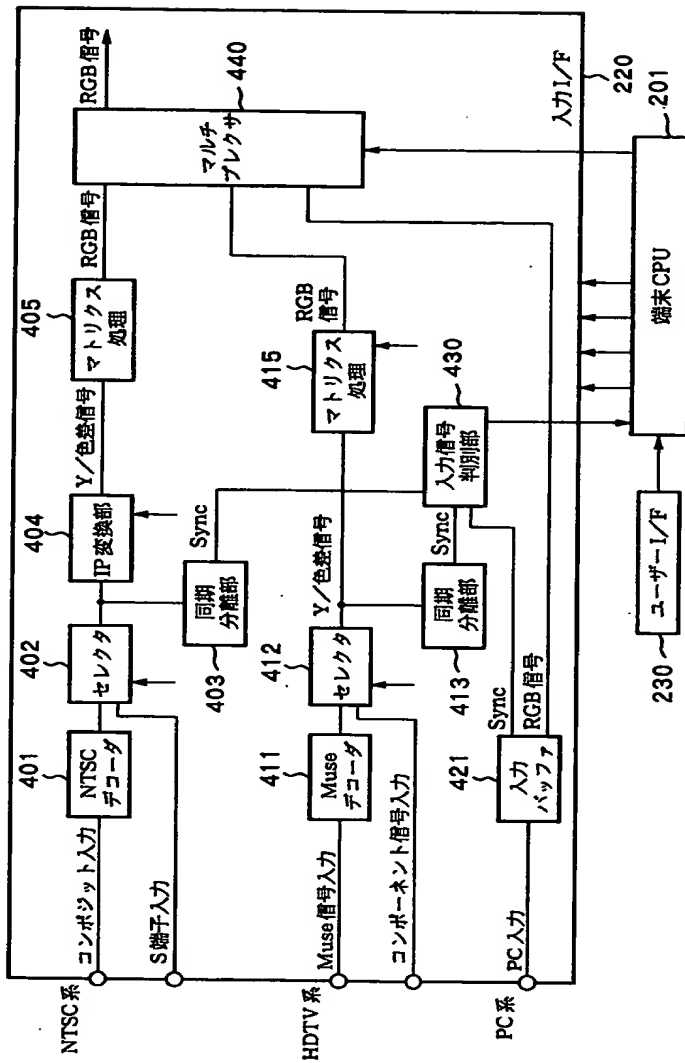 NTSC系
コンポジット入力
S端子入力
401
NTSC
デコーダ
402
セレクタ
403
同期
分離部
Sync
404
IP変換部
Y／色差信号
405
マトリクス
処理
RGB信号
マルチ
プレクサ
440
RGB信号
HDTV系
Muse信号入力
コンポーネント信号入力
411
Muse
デコーダ
412
セレクタ
413
同期
分離部
Sync
Y／色差信号
415
マトリクス
処理
RGB
信号
430
入力信号
判別部
PC系
PC入力
421
入力
バッファ
Sync
RGB信号
入力I/F
220
201
端末CPU
ユーザーI/F
230